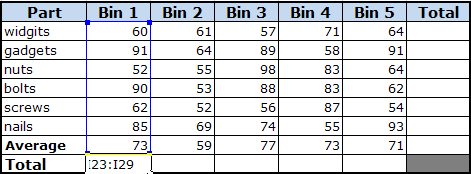 Part Bin 1 Bin 2 Bin 3 Bin 4 Bin 5 Total
widgits 60 61 57 71 64
gadgets 91 64 89 58 91
nuts 52 55 98 83 64
bolts 90 53 88 83 62
screws 62 52 56 87 54
nails 85 69 74 55 93
Average 73 59 77 73 71
Total I23:I29